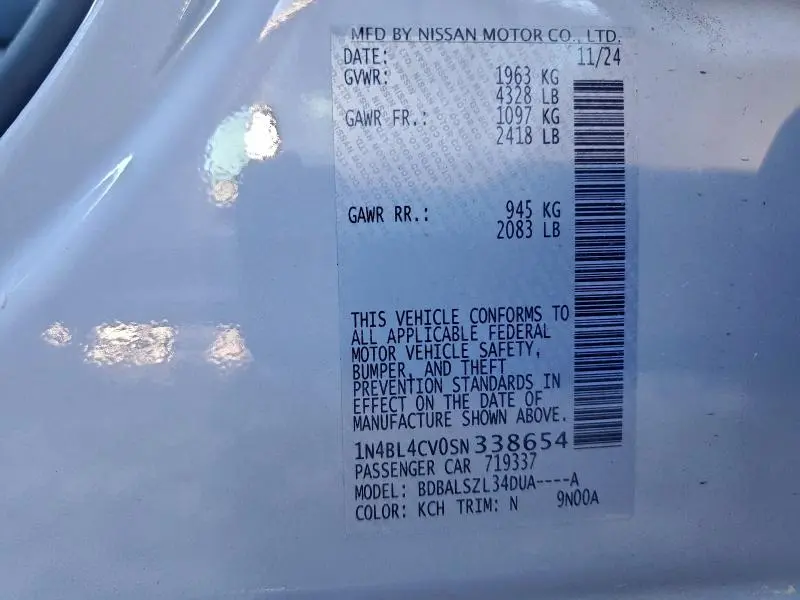 MFD BY NISSAN MOTOR CO., LTD.
DATE: 11/24
GVWR: 1963 KG
4328 LB
GAWR FR.: 1097 KG
2418 LB
GAWR RR.: 945 KG
2083 LB
THIS VEHICLE CONFORMS TO
ALL APPLICABLE FEDERAL
MOTOR VEHICLE SAFETY,
BUMPER, AND THEFT
PREVENTION STANDARDS IN
EFFECT ON THE DATE OF
MANUFACTURE SHOWN ABOVE.
1N4BL4CV0SN338654
PASSENGER CAR 719337
MODEL: BDBALSZL34DUA----A
COLOR: KCH TRIM: N 9N00A